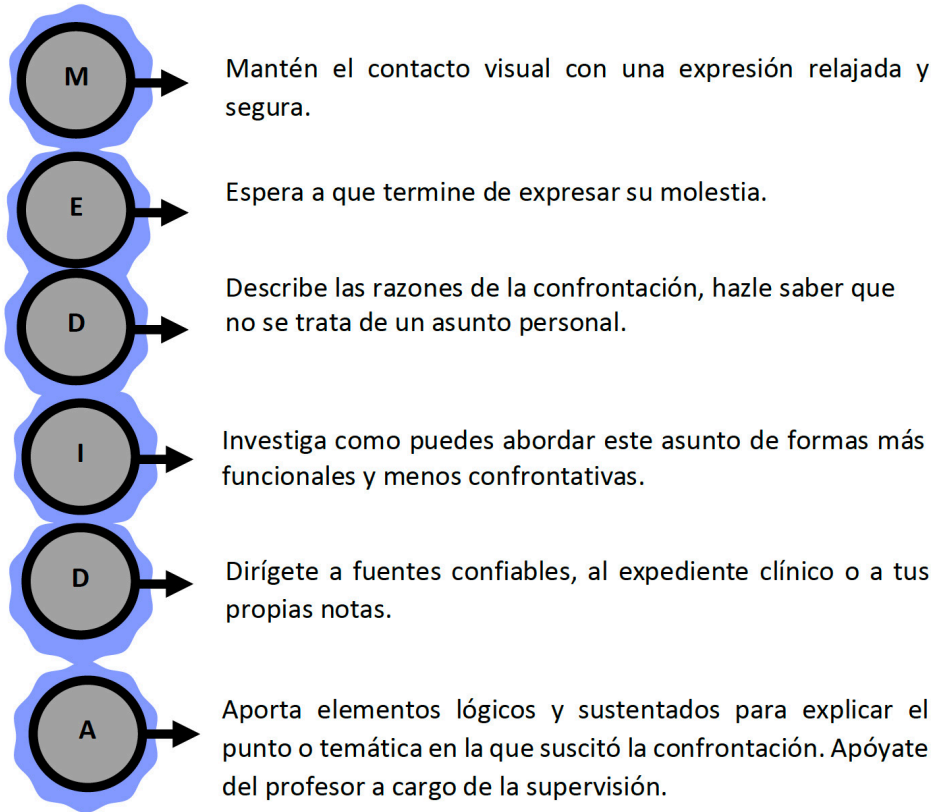 M
Mantén el contacto visual con una expresión relajada y
segura.
E
Espera a que termine de expresar su molestia.
D
Describe las razones de la confrontación, hazle saber que
no se trata de un asunto personal.
I
Investiga como puedes abordar este asunto de formas más
funcionales y menos confrontativas.
D
Dirígete a fuentes confiables, al expediente clínico o a tus
propias notas.
A
Aporta elementos lógicos y sustentados para explicar el
punto o temática en la que suscitó la confrontación. Apóyate
del profesor a cargo de la supervisión.